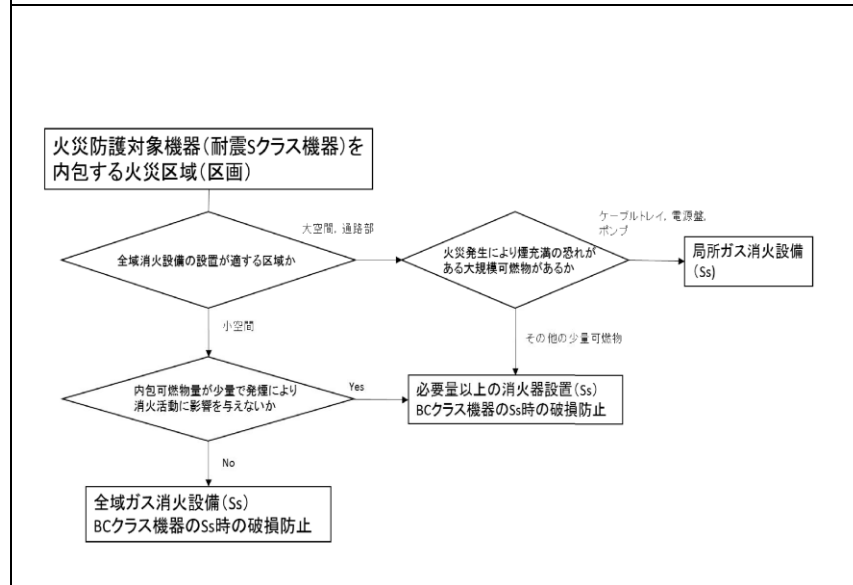 火災防護対象機器(耐震Sクラス機器)を
内包する火災区域(区画)
大空間, 通路部
全域消火設備の設置が適する区域か
火災発生により煙充満の恐れが
ある大規模可燃物があるか
ケーブルトレイ, 電源盤,
ポンプ
局所ガス消火設備
(Ss)
小空間
その他の少量可燃物
内包可燃物量が少量で発煙により
消火活動に影響を与えないか
Yes
必要量以上の消火器設置(Ss)
BCクラス機器のSs時の破損防止
No
全域ガス消火設備(Ss)
BCクラス機器のSs時の破損防止